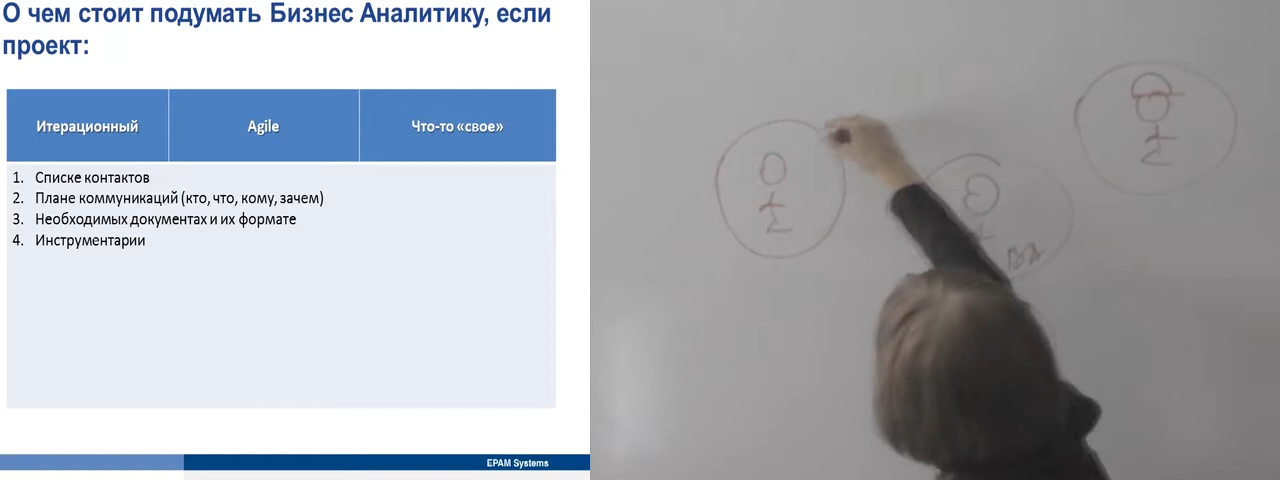 О чем стоит подумать Бизнес Аналитику, если
проект:
Итерационный
Agile
Что-то «свое»
1. Списке контактов
2. Плане коммуникаций (кто, что, кому, зачем)
3. Необходимых документах и их формате
4. Инструментарии
EPAM Systems